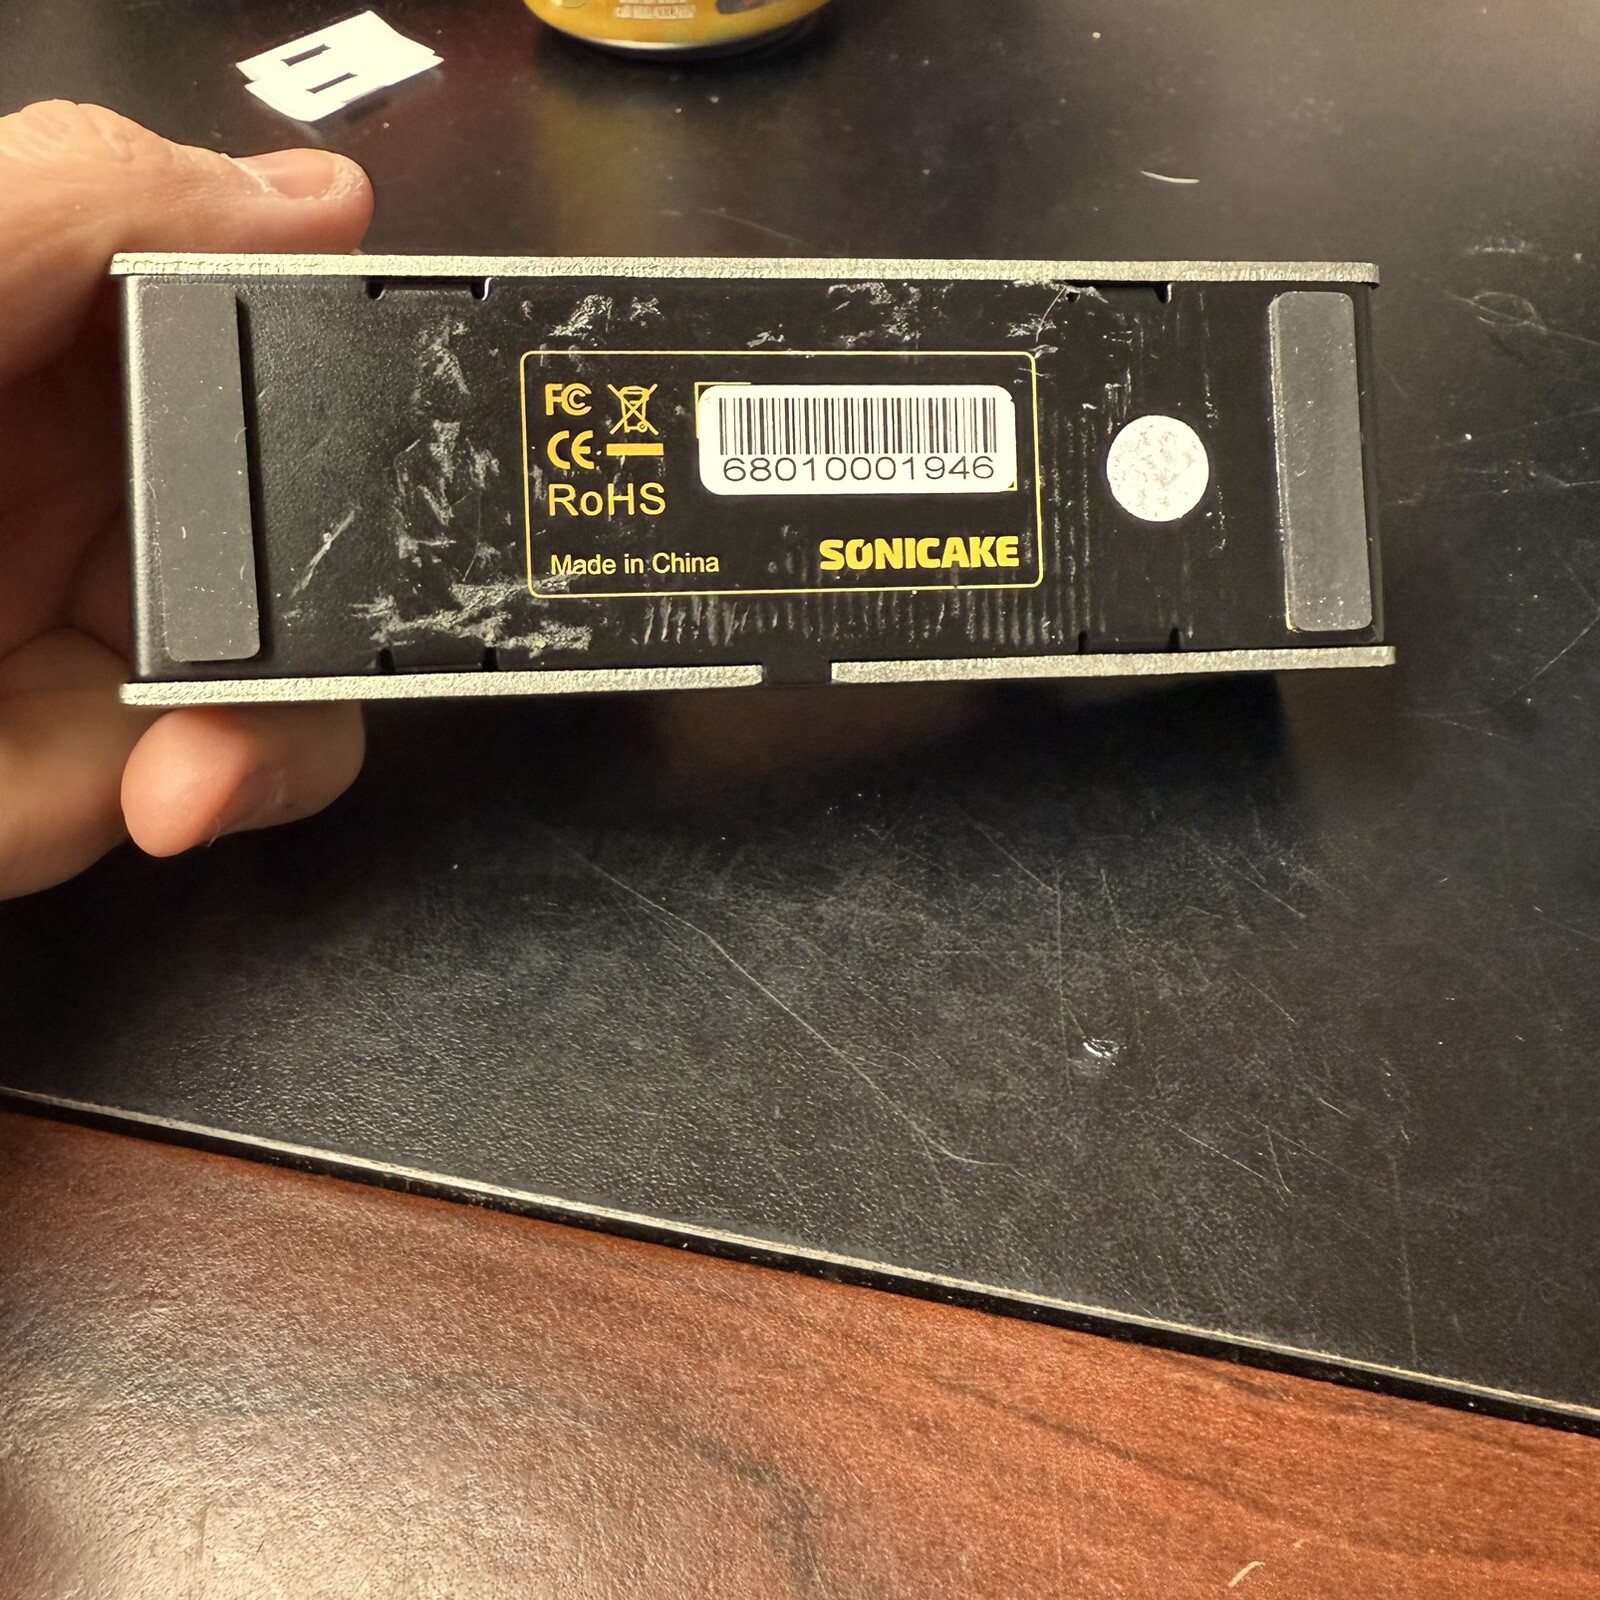 FC
CE
RoHS
68010001946
Made in China
SONICAKE